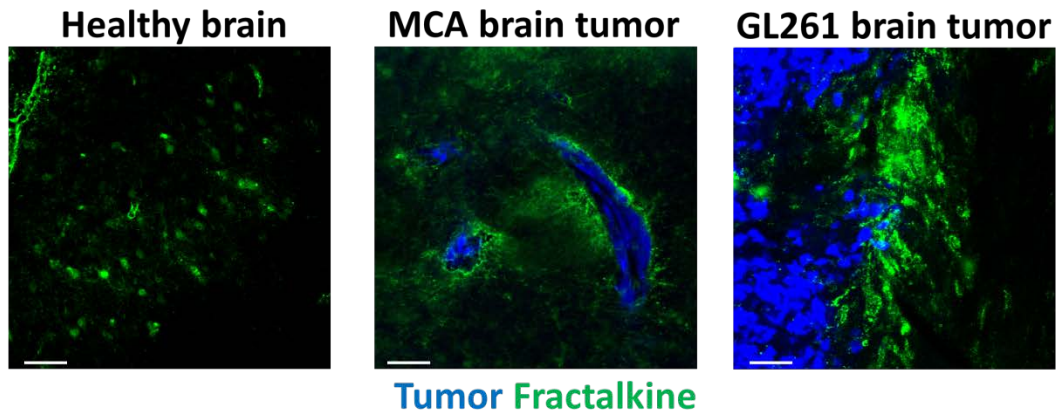 Healthy brain
MCA brain tumor
GL261 brain tumor
Tumor Fractalkine